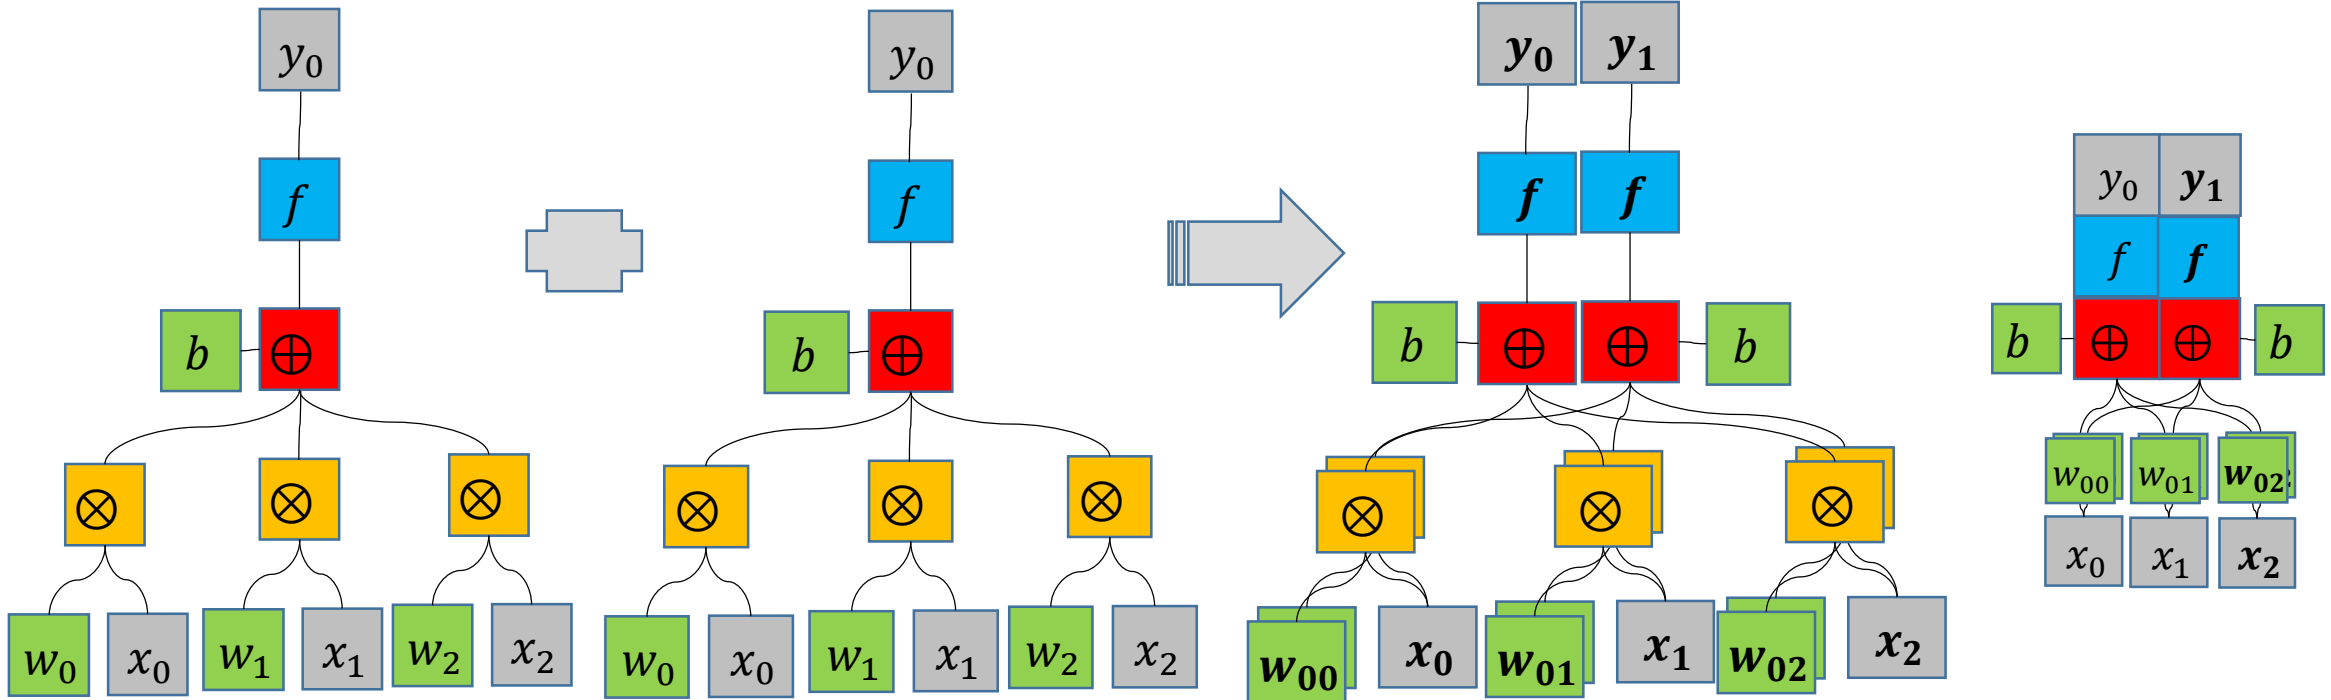 y₀ y₀ y₀ y₁
f f f f
y₀ y₁
f f
b ⊕ b ⊕ b ⊕ ⊕ b b ⊕ ⊕ b
⊗ ⊗ ⊗ ⊗ ⊗ ⊗ ⊗ ⊗ ⊗
w₀₀ w₀₁ w₀₂
x₀ x₁ x₂
w₀ x₀ w₁ x₁ w₂ x₂ w₀ x₀ w₁ x₁ w₂ x₂ w₀₀ x₀ w₀₁ x₁ w₀₂ x₂